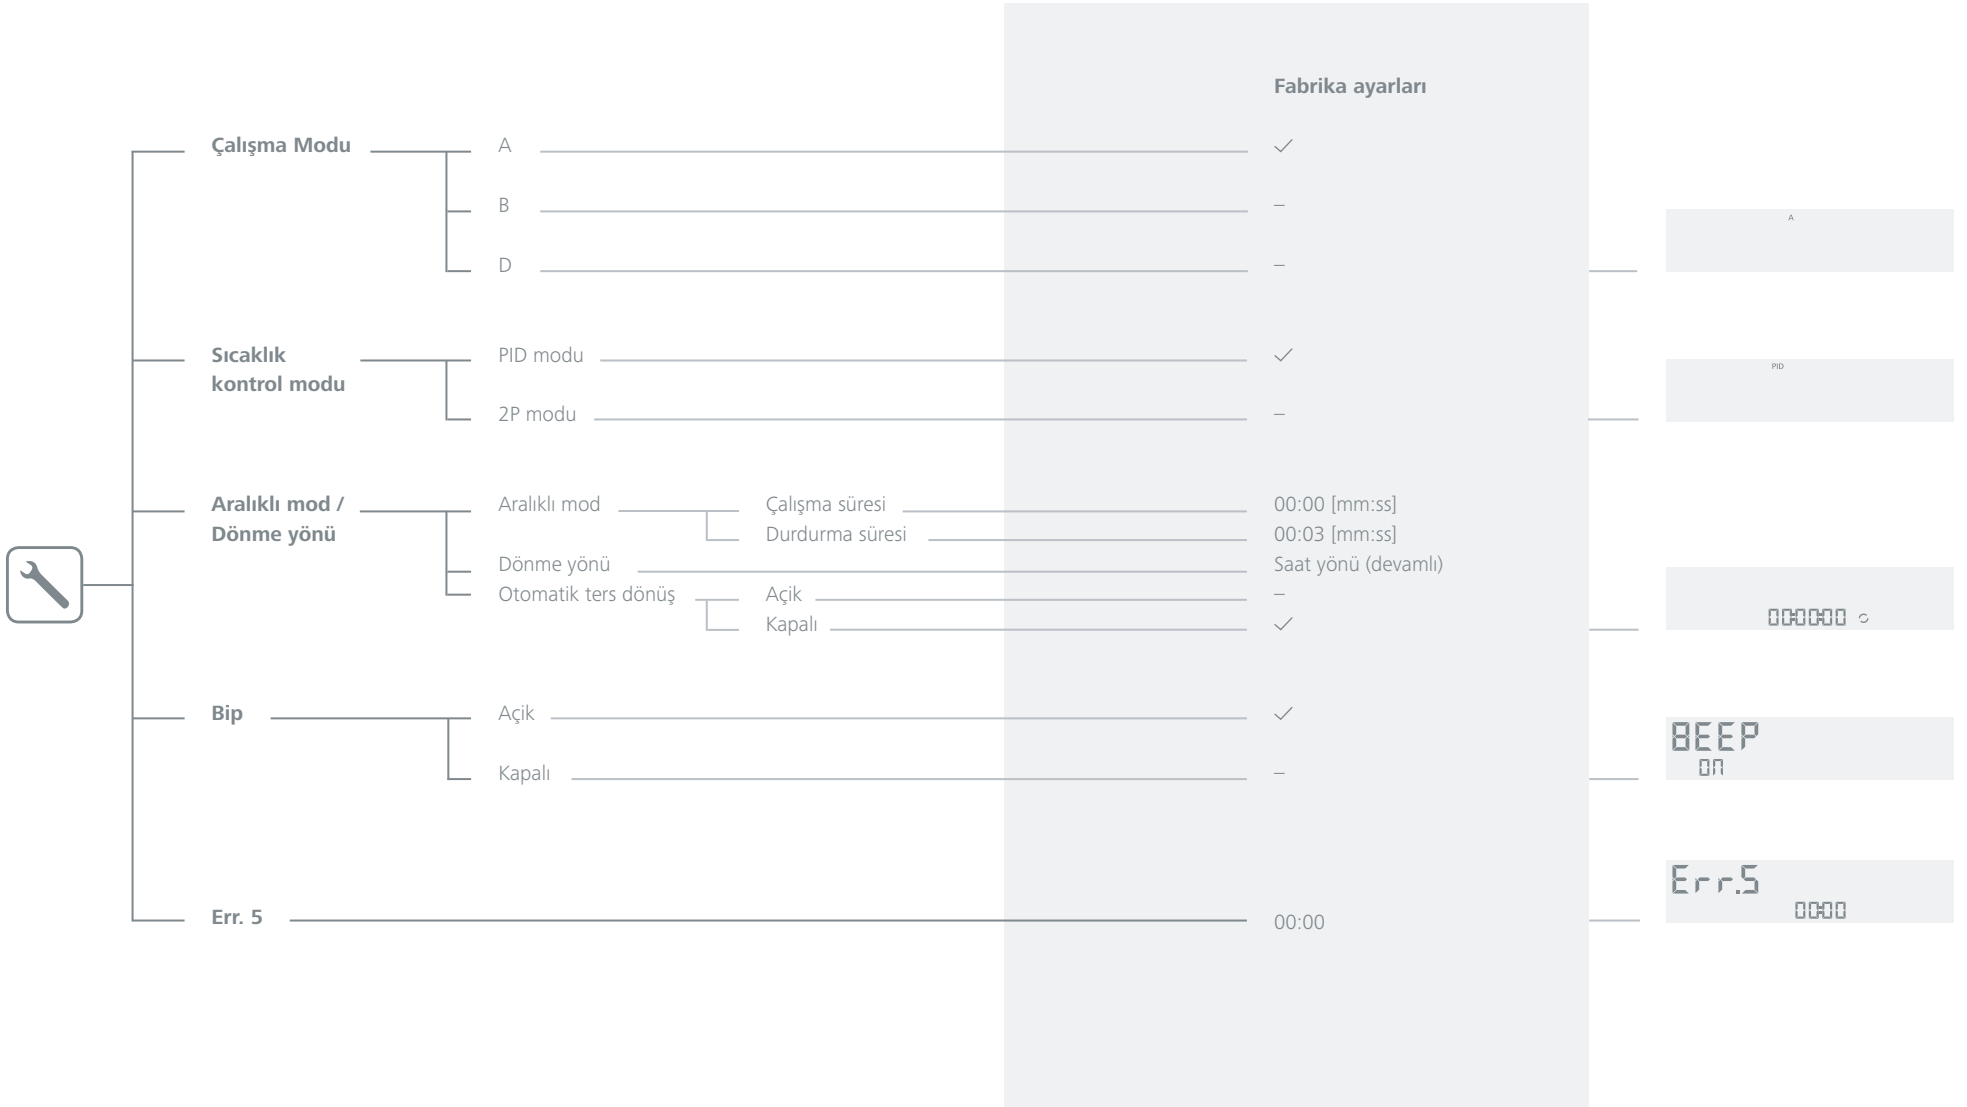 Fabrika ayarları
Çalışma Modu A ✓
B –
D –
A
Sıcaklık
kontrol modu
PID modu ✓
PID
2P modu –
Aralıklı mod /
Dönme yönü
Aralıklı mod Çalışma süresi 00:00 [mm:ss]
Durdurma süresi 00:03 [mm:ss]
Dönme yönü Saat yönü (devamlı)
Otomatik ters dönüş Açik –
Kapalı ✓
00:00:00
Bip Açik ✓
Kapalı –
BEEP
on
Err. 5 00:00
Err.5
00:00